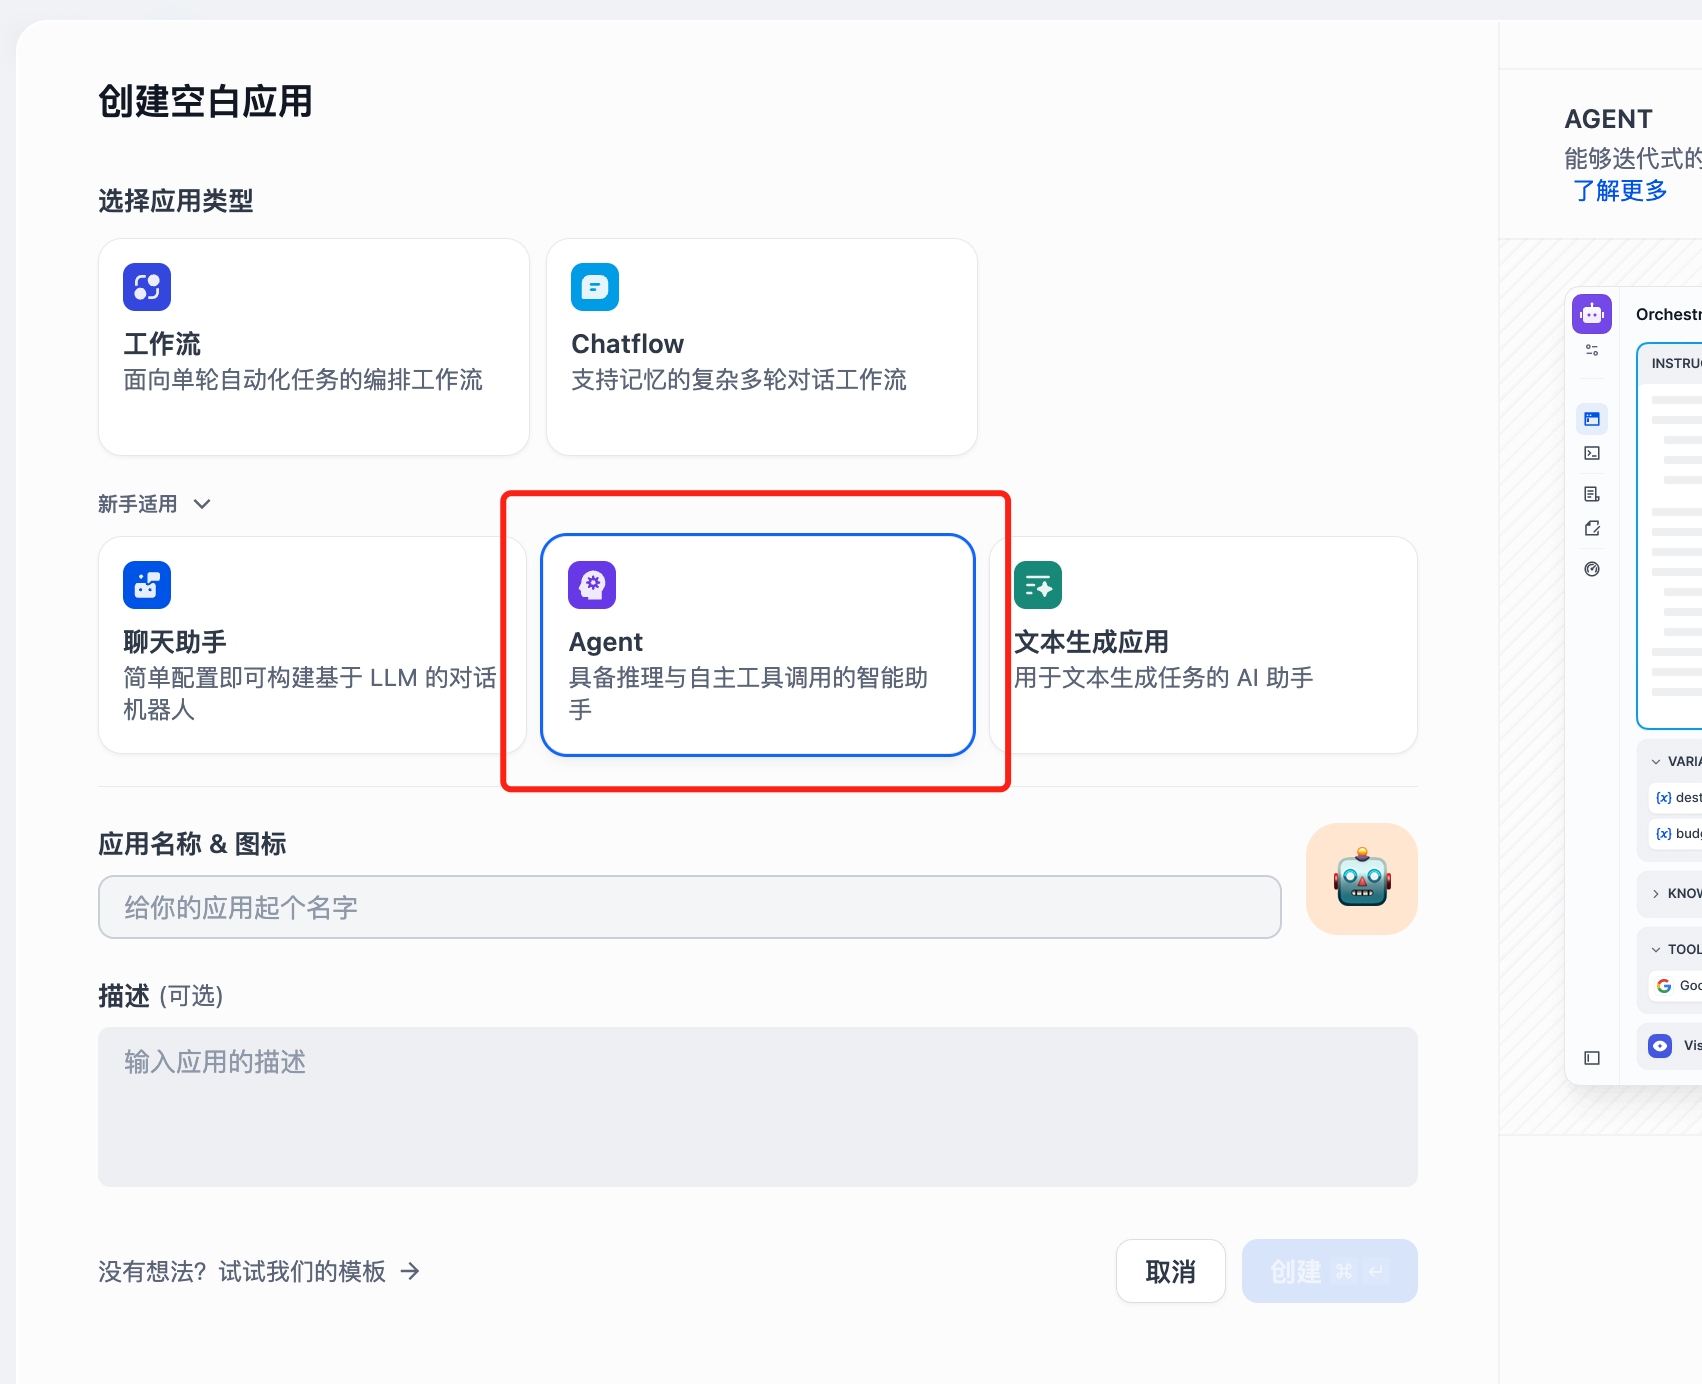 创建空白应用
选择应用类型
工作流
面向单轮自动化任务的编排工作流
Chatflow
支持记忆的复杂多轮对话工作流
新手适用
聊天助手
简单配置即可构建基于 LLM 的对话
机器人
Agent
具备推理与自主工具调用的智能助
手
文本生成应用
用于文本生成任务的 AI 助手
应用名称 & 图标
给你的应用起个名字
描述 (可选)
输入应用的描述
没有想法？试试我们的模板 →
取消
创建 ⌘ ↵
AGENT
能够迭代式的
了解更多
Orchestr
INSTRU
VARIA
{x} dest
{x} budg
KNOW
TOOL
Goo
Vis